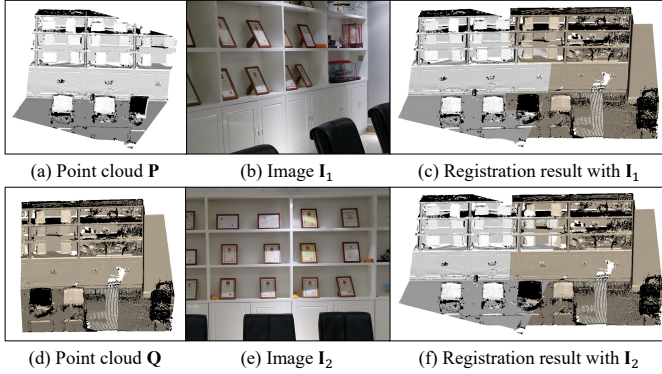 (a) Point cloud P
(b) Image I₁
(c) Registration result with I₁
(d) Point cloud Q
(e) Image I₂
(f) Registration result with I₂